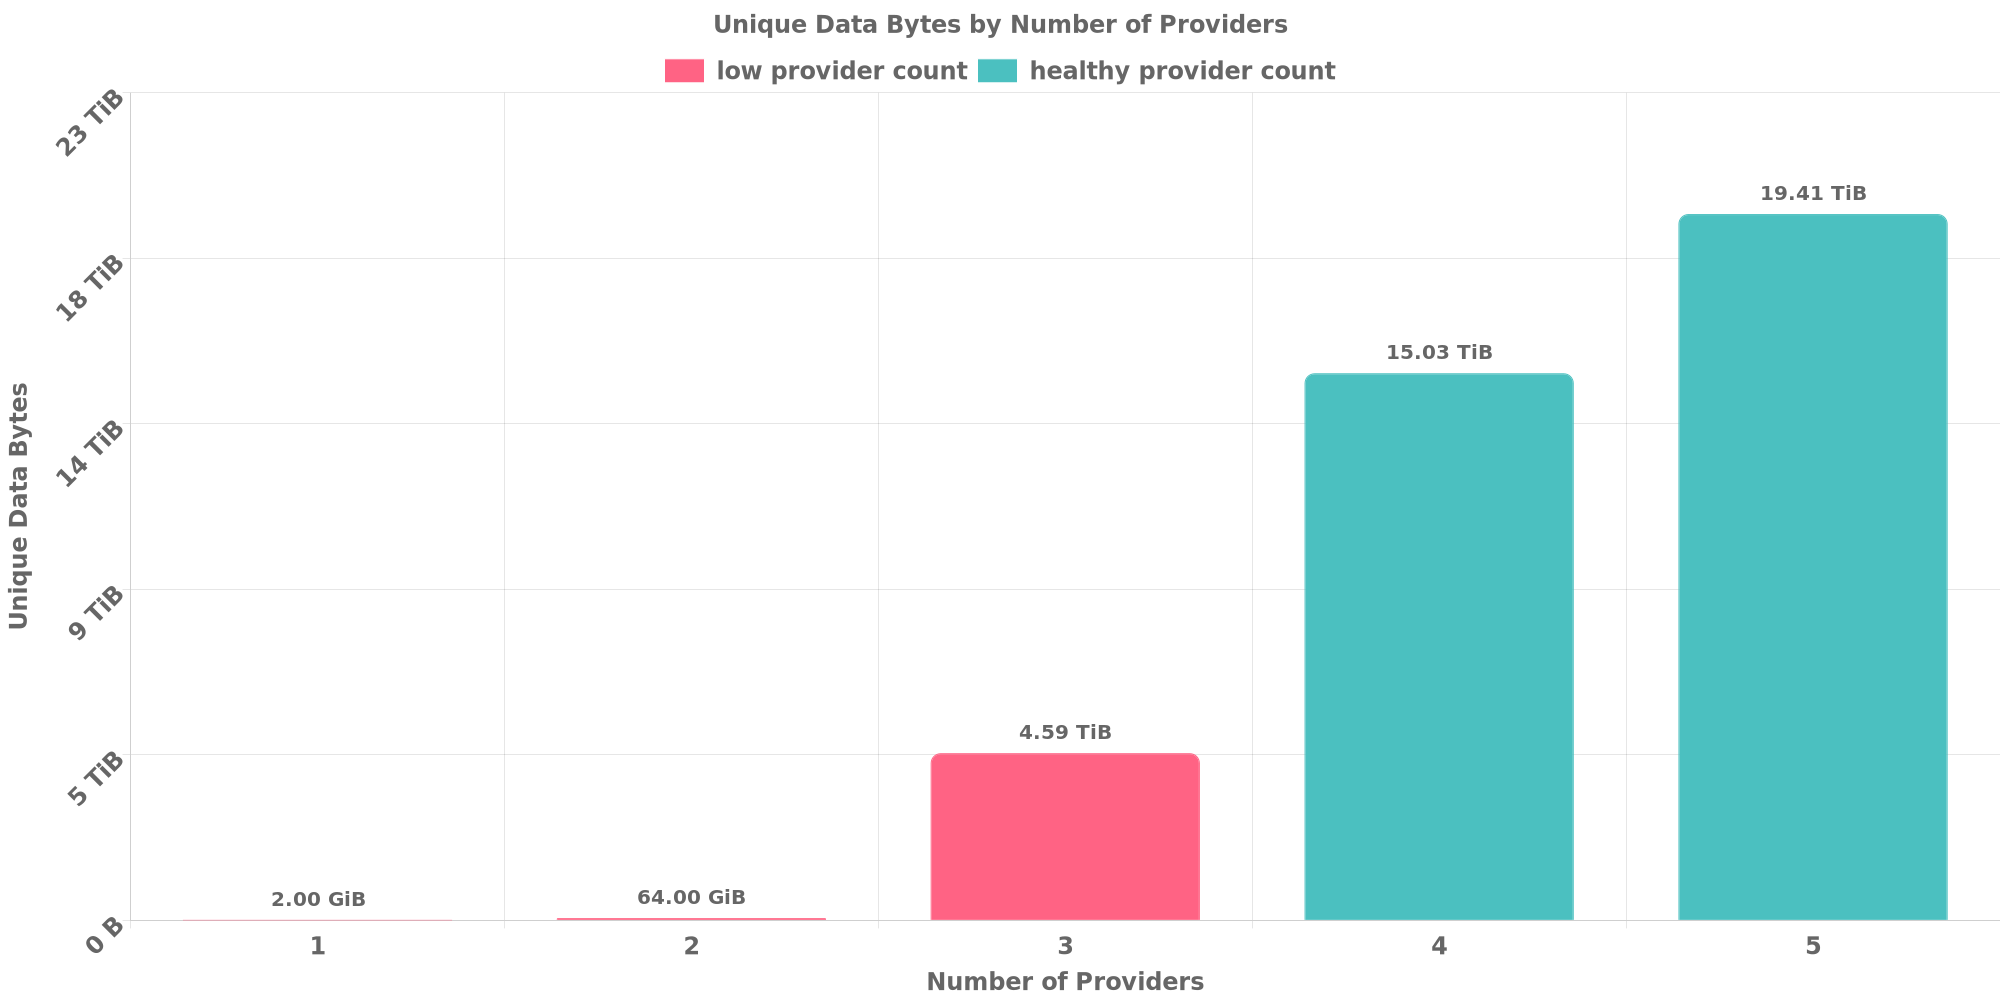 Unique Data Bytes by Number of Providers
low provider count healthy provider count
23 TiB
18 TiB
14 TiB
9 TiB
5 TiB
0 B
Unique Data Bytes
2.00 GiB
64.00 GiB
4.59 TiB
15.03 TiB
19.41 TiB
1 2 3 4 5
Number of Providers